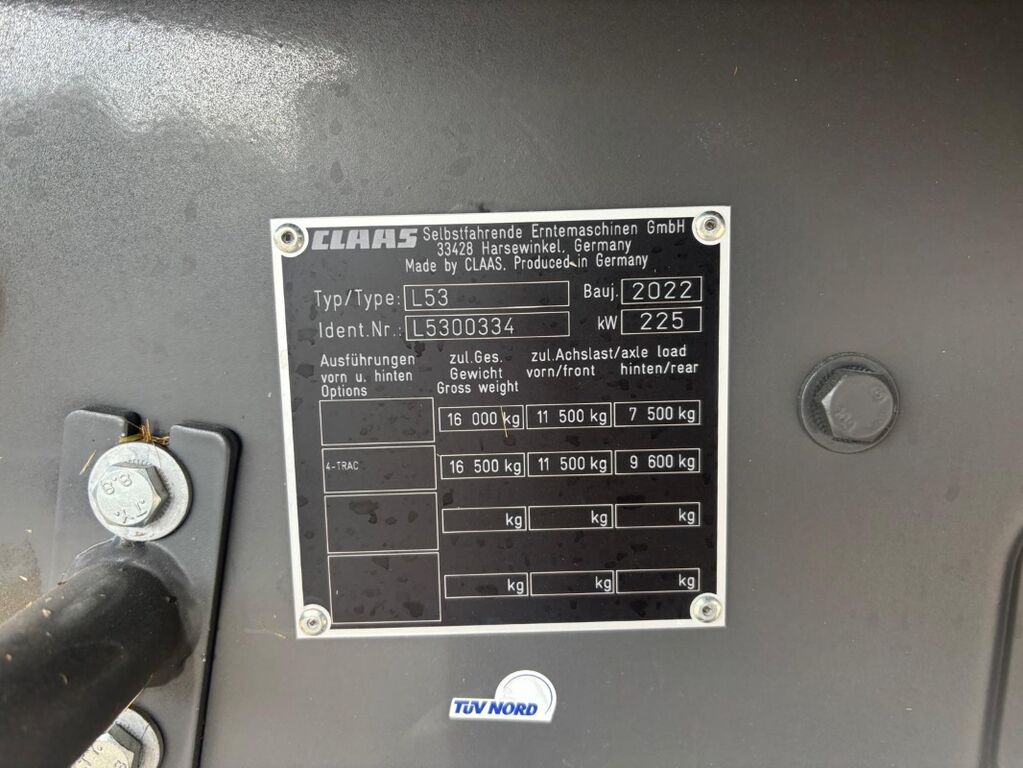 CLAAS Selbstfahrende Erntemaschinen GmbH
33428 Harsewinkel, Germany
Made by CLAAS, Produced in Germany
Typ/Type: L53 Bauj. 2022
Ident.Nr.: L5300334 kW 225
Ausführungen zul.Ges. zul.Achslast/axle load
vorn u. hinten Gewicht vorn/front hinten/rear
Options Gross weight
16 000 kg 11 500 kg 7 500 kg
4-TRAC 16 500 kg 11 500 kg 9 600 kg
kg kg kg
kg kg kg
8.8
TÜV NORD